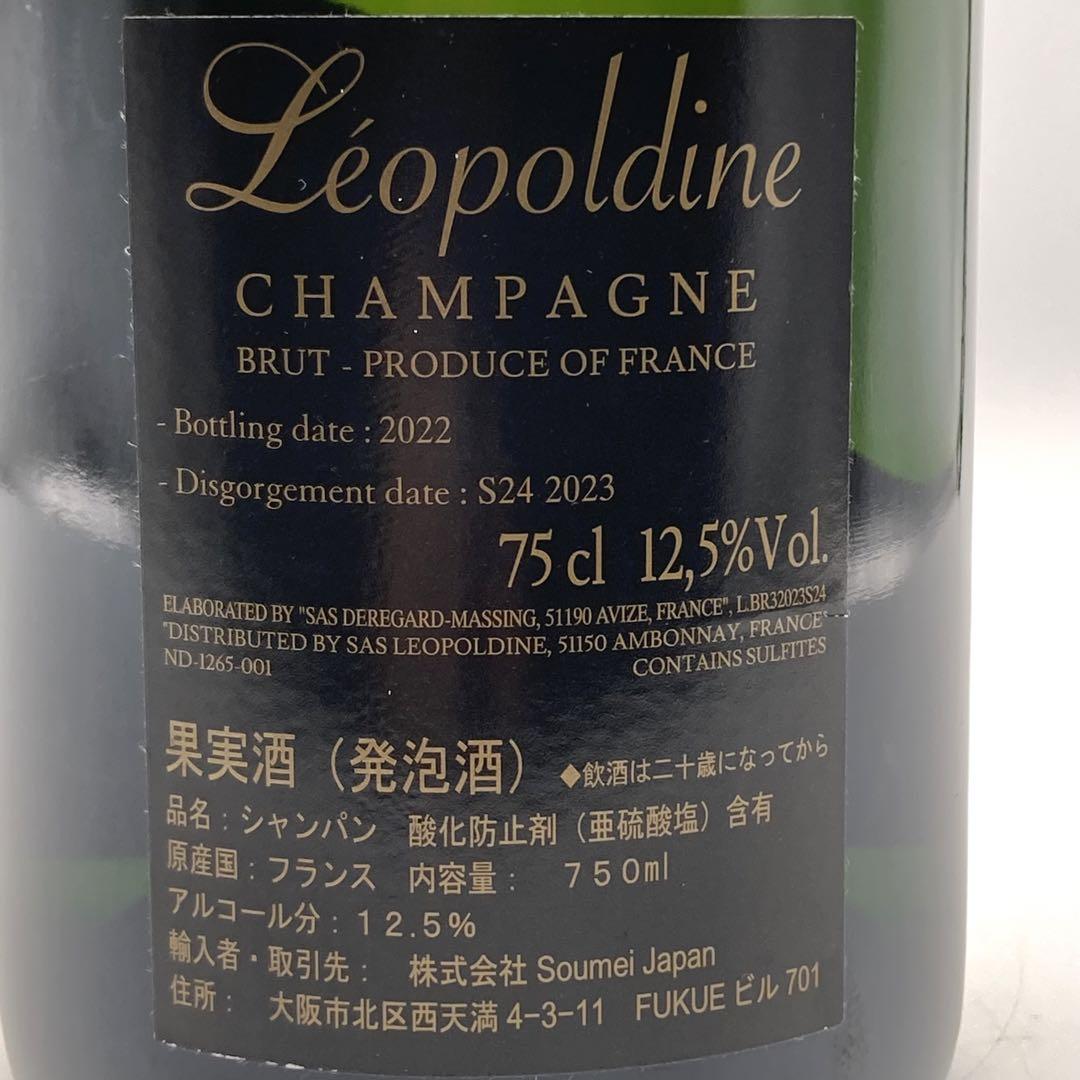 Léopoldine
CHAMPAGNE
BRUT - PRODUCE OF FRANCE
- Bottling date : 2022
- Disgorgement date : S24 2023
75 cl 12,5%Vol.
ELABORATED BY "SAS DEREGARD-MASSING, 51190 AVIZE, FRANCE", L.BR32023S24
"DISTRIBUTED BY SAS LEOPOLDINE, 51150 AMBONNAY, FRANCE"
ND-1265-001 CONTAINS SULFITES
果実酒（発泡酒） ◆飲酒は二十歳になってから
品名：シャンパン 酸化防止剤（亜硫酸塩）含有
原産国：フランス 内容量： 750ml
アルコール分：12.5%
輸入者・取引先： 株式会社 Soumei Japan
住所： 大阪市北区西天満 4-3-11 FUKUE ビル 701